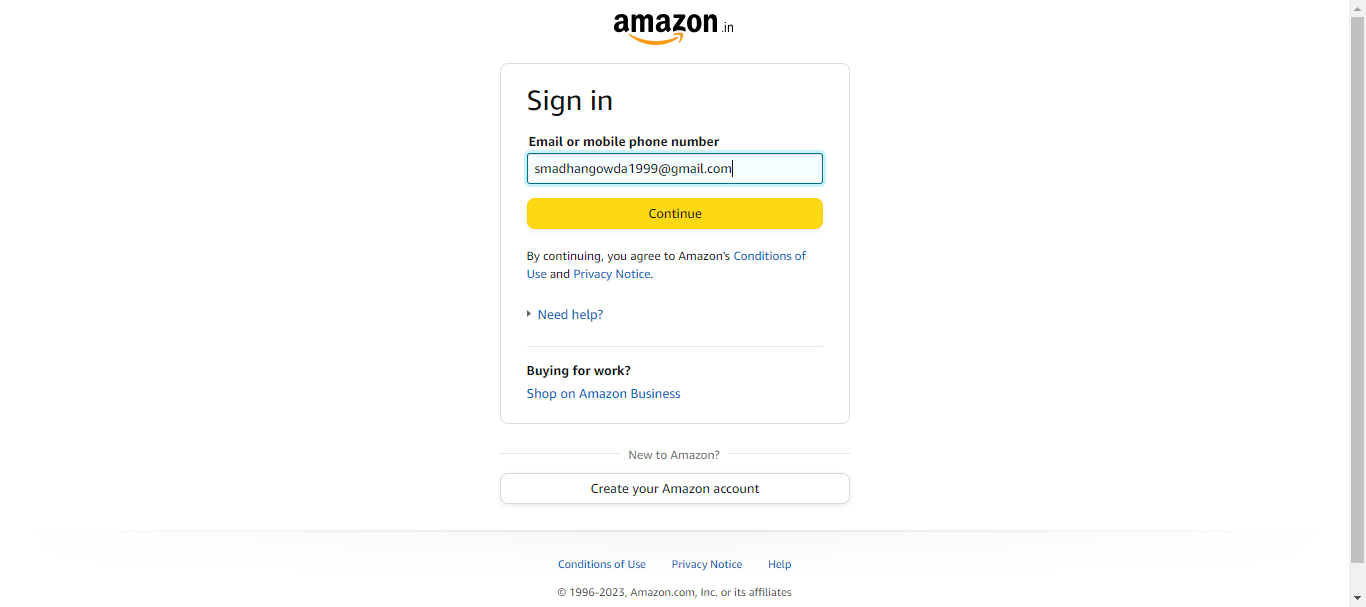 amazon.in
Sign in
Email or mobile phone number
smadhangowda1999@gmail.com
Continue
By continuing, you agree to Amazon's Conditions of
Use and Privacy Notice.
Need help?
Buying for work?
Shop on Amazon Business
New to Amazon?
Create your Amazon account
Conditions of Use Privacy Notice Help
© 1996-2023, Amazon.com, Inc. or its affiliates